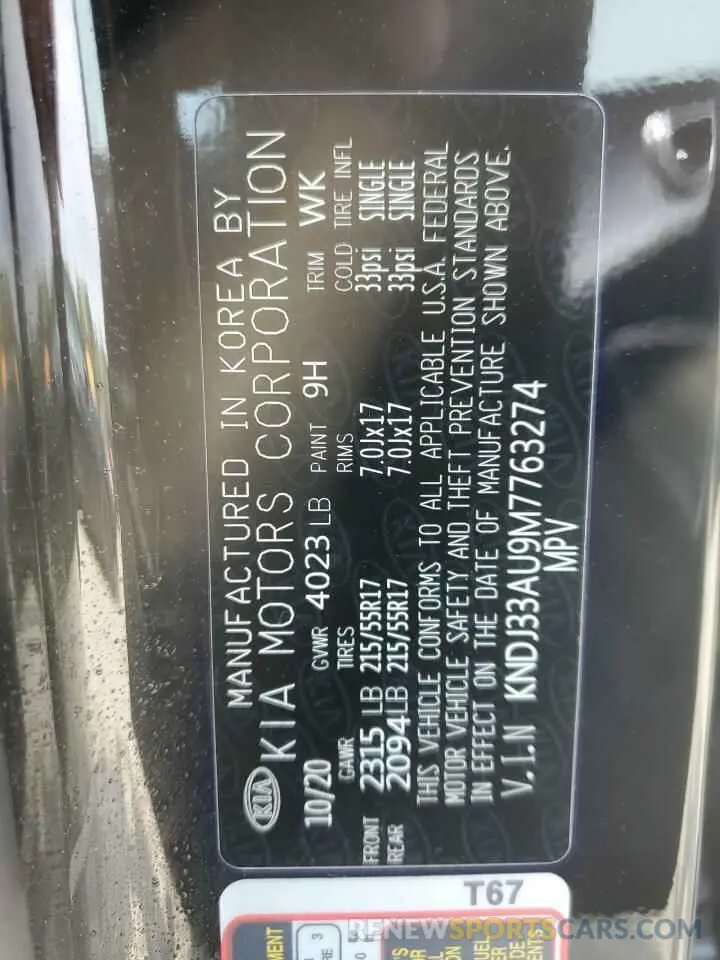 MANUFACTURED IN KOREA BY
KIA KIA MOTORS CORPORATION
10/20 GVWR 4023 LB PAINT 9H TRIM WK
GAWR TIRES RIMS COLD TIRE INFL
FRONT 2315 LB 215/55R17 7.0Jx17 33psi SINGLE
REAR 2094 LB 215/55R17 7.0Jx17 33psi SINGLE
THIS VEHICLE CONFORMS TO ALL APPLICABLE U.S.A. FEDERAL
MOTOR VEHICLE SAFETY AND THEFT PREVENTION STANDARDS
IN EFFECT ON THE DATE OF MANUFACTURE SHOWN ABOVE.
V.I.N KNDJ33AU9M7763274
MPV
T67
RENEWSPORTSCARS.COM